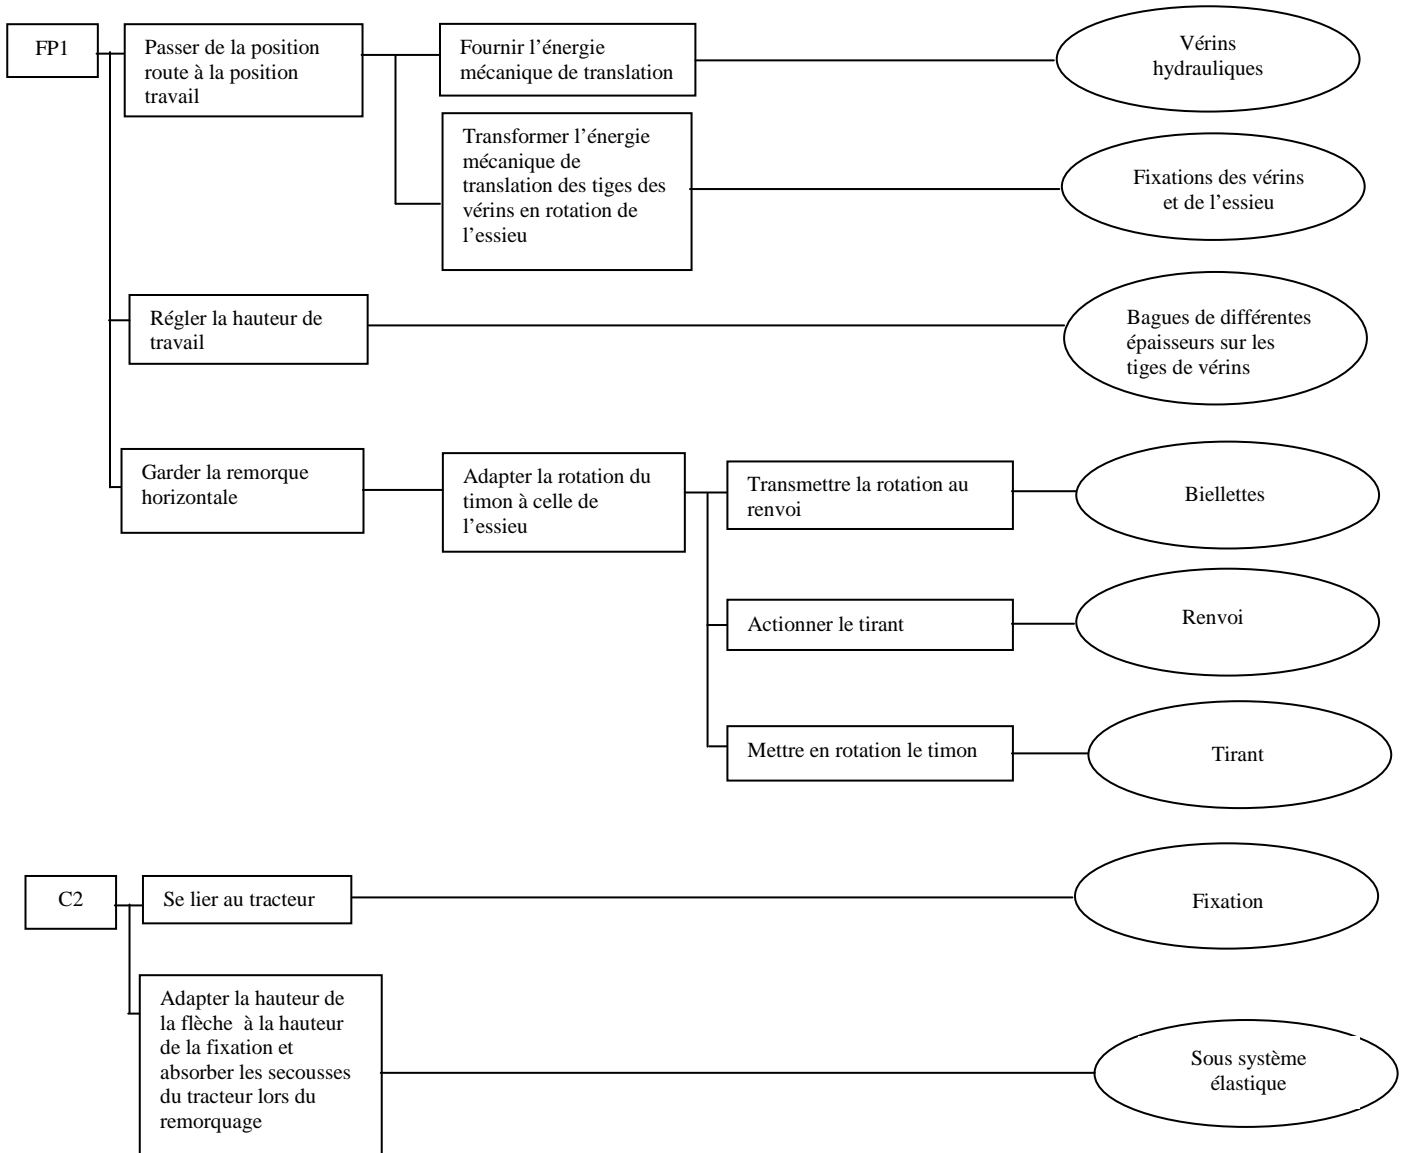 FP1
Passer de la position
route à la position
travail
Fournir l’énergie
mécanique de translation
Vérins
hydrauliques
Transformer l’énergie
mécanique de
translation des tiges des
vérins en rotation de
l’essieu
Fixations des vérins
et de l’essieu
Régler la hauteur de
travail
Bagues de différentes
épaisseurs sur les
tiges de vérins
Garder la remorque
horizontale
Adapter la rotation du
timon à celle de
l’essieu
Transmettre la rotation au
renvoi
Biellettes
Actionner le tirant
Renvoi
Mettre en rotation le timon
Tirant
C2
Se lier au tracteur
Fixation
Adapter la hauteur de
la flèche à la hauteur
de la fixation et
absorber les secousses
du tracteur lors du
remorquage
Sous système
élastique